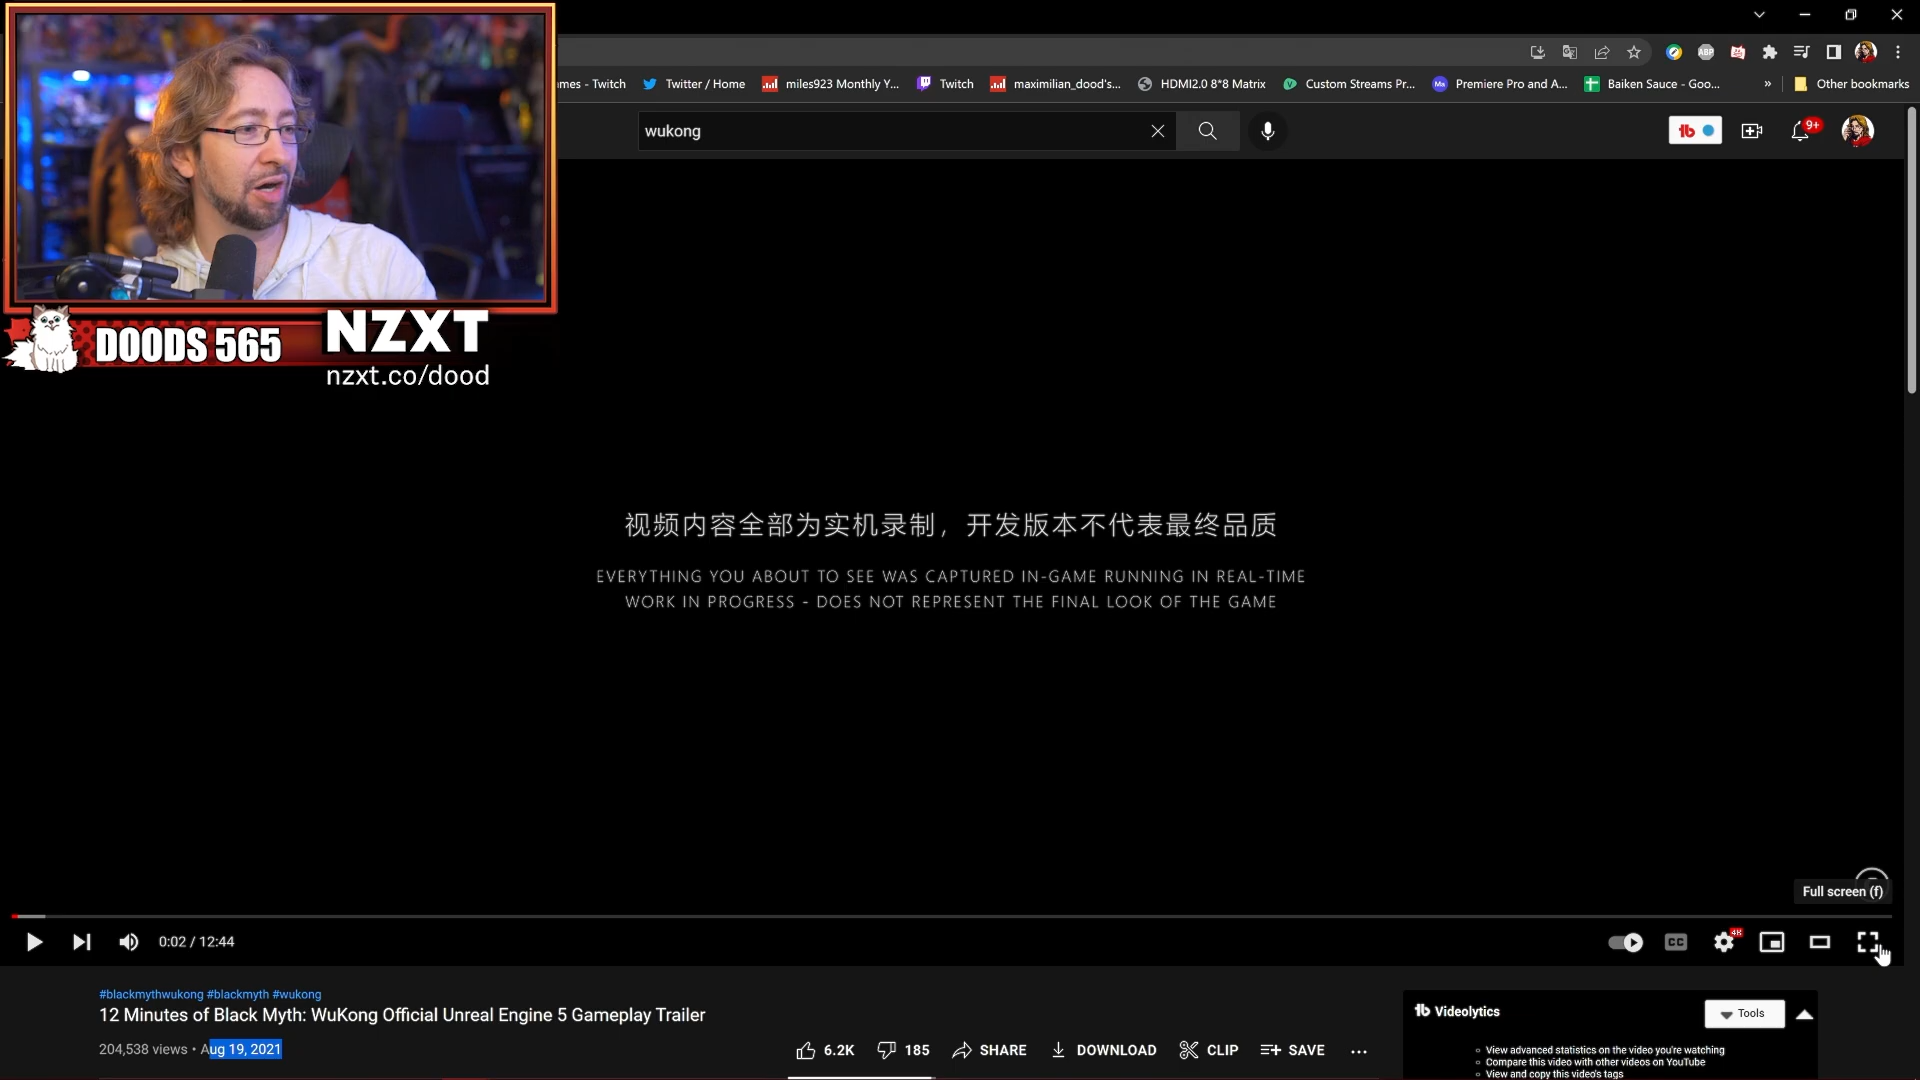 mes - Twitch
Twitter / Home
miles923 Monthly Y...
Twitch
maximilian_dood's...
HDMI2.0 8*8 Matrix
Custom Streams Pr...
Premiere Pro and A...
Baiken Sauce - Goo...
»
Other bookmarks
ABP
wukong
9+
DOODS 565
NZXT
nzxt.co/dood
视频内容全部为实机录制，开发版本不代表最终品质
EVERYTHING YOU ABOUT TO SEE WAS CAPTURED IN-GAME RUNNING IN REAL-TIME
WORK IN PROGRESS - DOES NOT REPRESENT THE FINAL LOOK OF THE GAME
Full screen (f)
0:02 / 12:44
CC
4K
#blackmythwukong #blackmyth #wukong
12 Minutes of Black Myth: WuKong Official Unreal Engine 5 Gameplay Trailer
204,538 views • Aug 19, 2021
6.2K
185
SHARE
DOWNLOAD
CLIP
SAVE
...
Videolytics
Tools
View advanced statistics on the video you're watching
Compare this video with other videos on YouTube
View and copy this video's tags